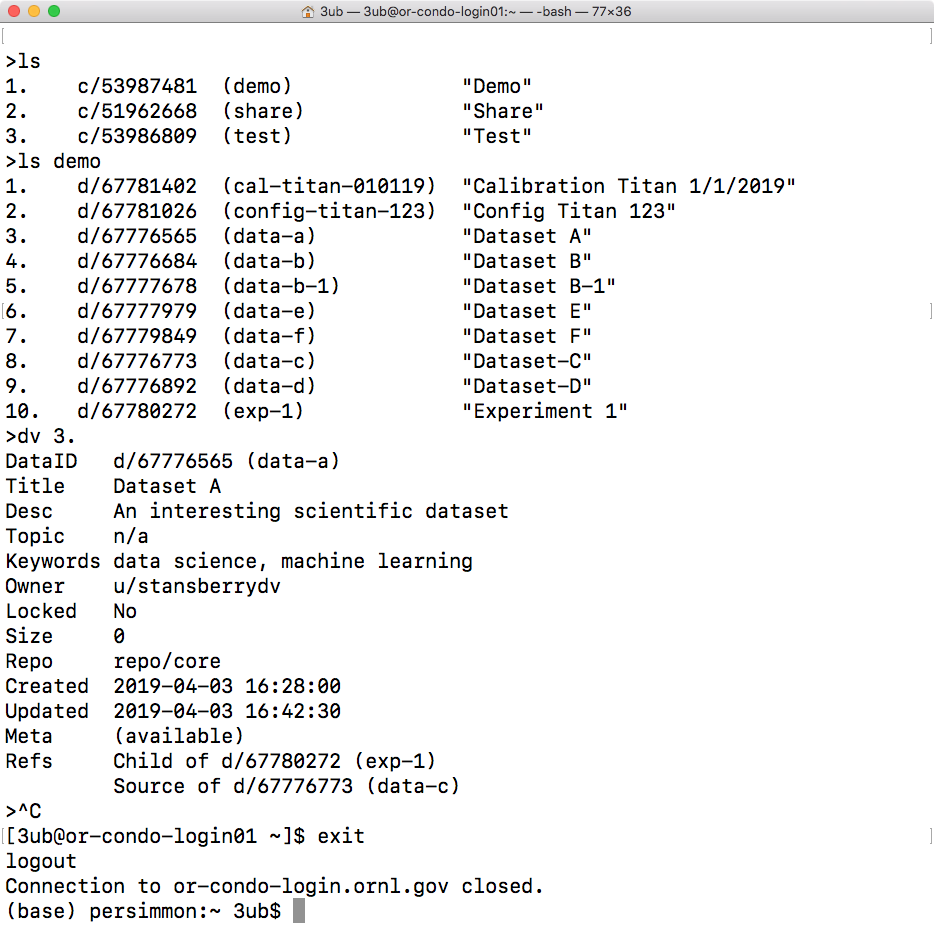 3ub — 3ub@or-condo-login01:~ — -bash — 77×36
>ls
1.    c/53987481  (demo)              "Demo"
2.    c/51962668  (share)             "Share"
3.    c/53986809  (test)              "Test"
>ls demo
1.    d/67781402  (cal-titan-010119)  "Calibration Titan 1/1/2019"
2.    d/67781026  (config-titan-123)  "Config Titan 123"
3.    d/67776565  (data-a)            "Dataset A"
4.    d/67776684  (data-b)            "Dataset B"
5.    d/67777678  (data-b-1)          "Dataset B-1"
6.    d/67777979  (data-e)            "Dataset E"
7.    d/67779849  (data-f)            "Dataset F"
8.    d/67776773  (data-c)            "Dataset-C"
9.    d/67776892  (data-d)            "Dataset-D"
10.   d/67780272  (exp-1)             "Experiment 1"
>dv 3.
DataID   d/67776565 (data-a)
Title    Dataset A
Desc     An interesting scientific dataset
Topic    n/a
Keywords data science, machine learning
Owner    u/stansberrydv
Locked   No
Size     0
Repo     repo/core
Created  2019-04-03 16:28:00
Updated  2019-04-03 16:42:30
Meta     (available)
Refs     Child of d/67780272 (exp-1)
         Source of d/67776773 (data-c)
>^C
[3ub@or-condo-login01 ~]$ exit
logout
Connection to or-condo-login.ornl.gov closed.
(base) persimmon:~ 3ub$